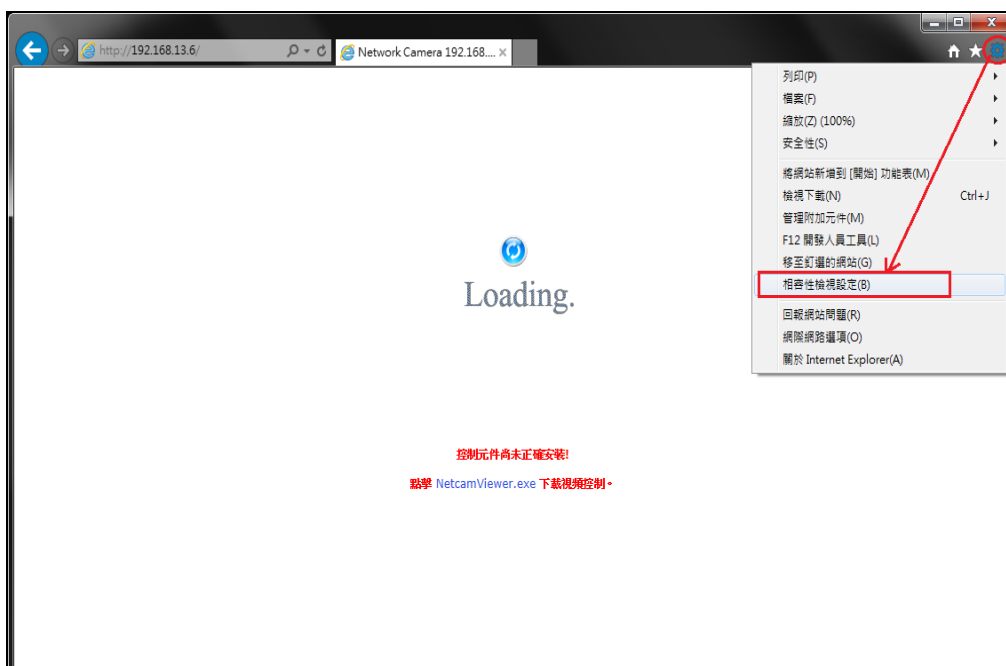 http://192.168.13.6/
Network Camera 192.168....
列印(P)
檔案(F)
縮放(Z) (100%)
安全性(S)
將網站新增到 [開始] 功能表(M)
檢視下載(N) Ctrl+J
管理附加元件(M)
F12 開發人員工具(L)
移至釘選的網站(G)
相容性檢視設定(B)
回報網站問題(R)
網際網路選項(O)
關於 Internet Explorer(A)
Loading.
控制元件尚未正確安裝!
點擊 NetcamViewer.exe 下載視頻控制。